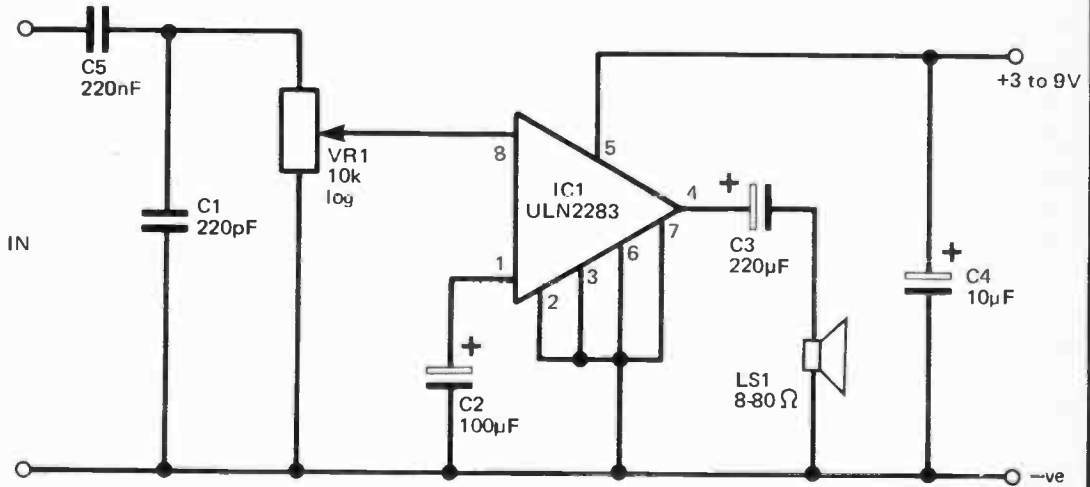 C5
220nF
+3 to 9V
8
5
VR1
10k
log
IC1
ULN2283
+
4
C1
220pF
7
C3
220µF
IN
6
+
C4
10µF
1
3
2
+
C2
100µF
LS1
8-80 Ω
-ve